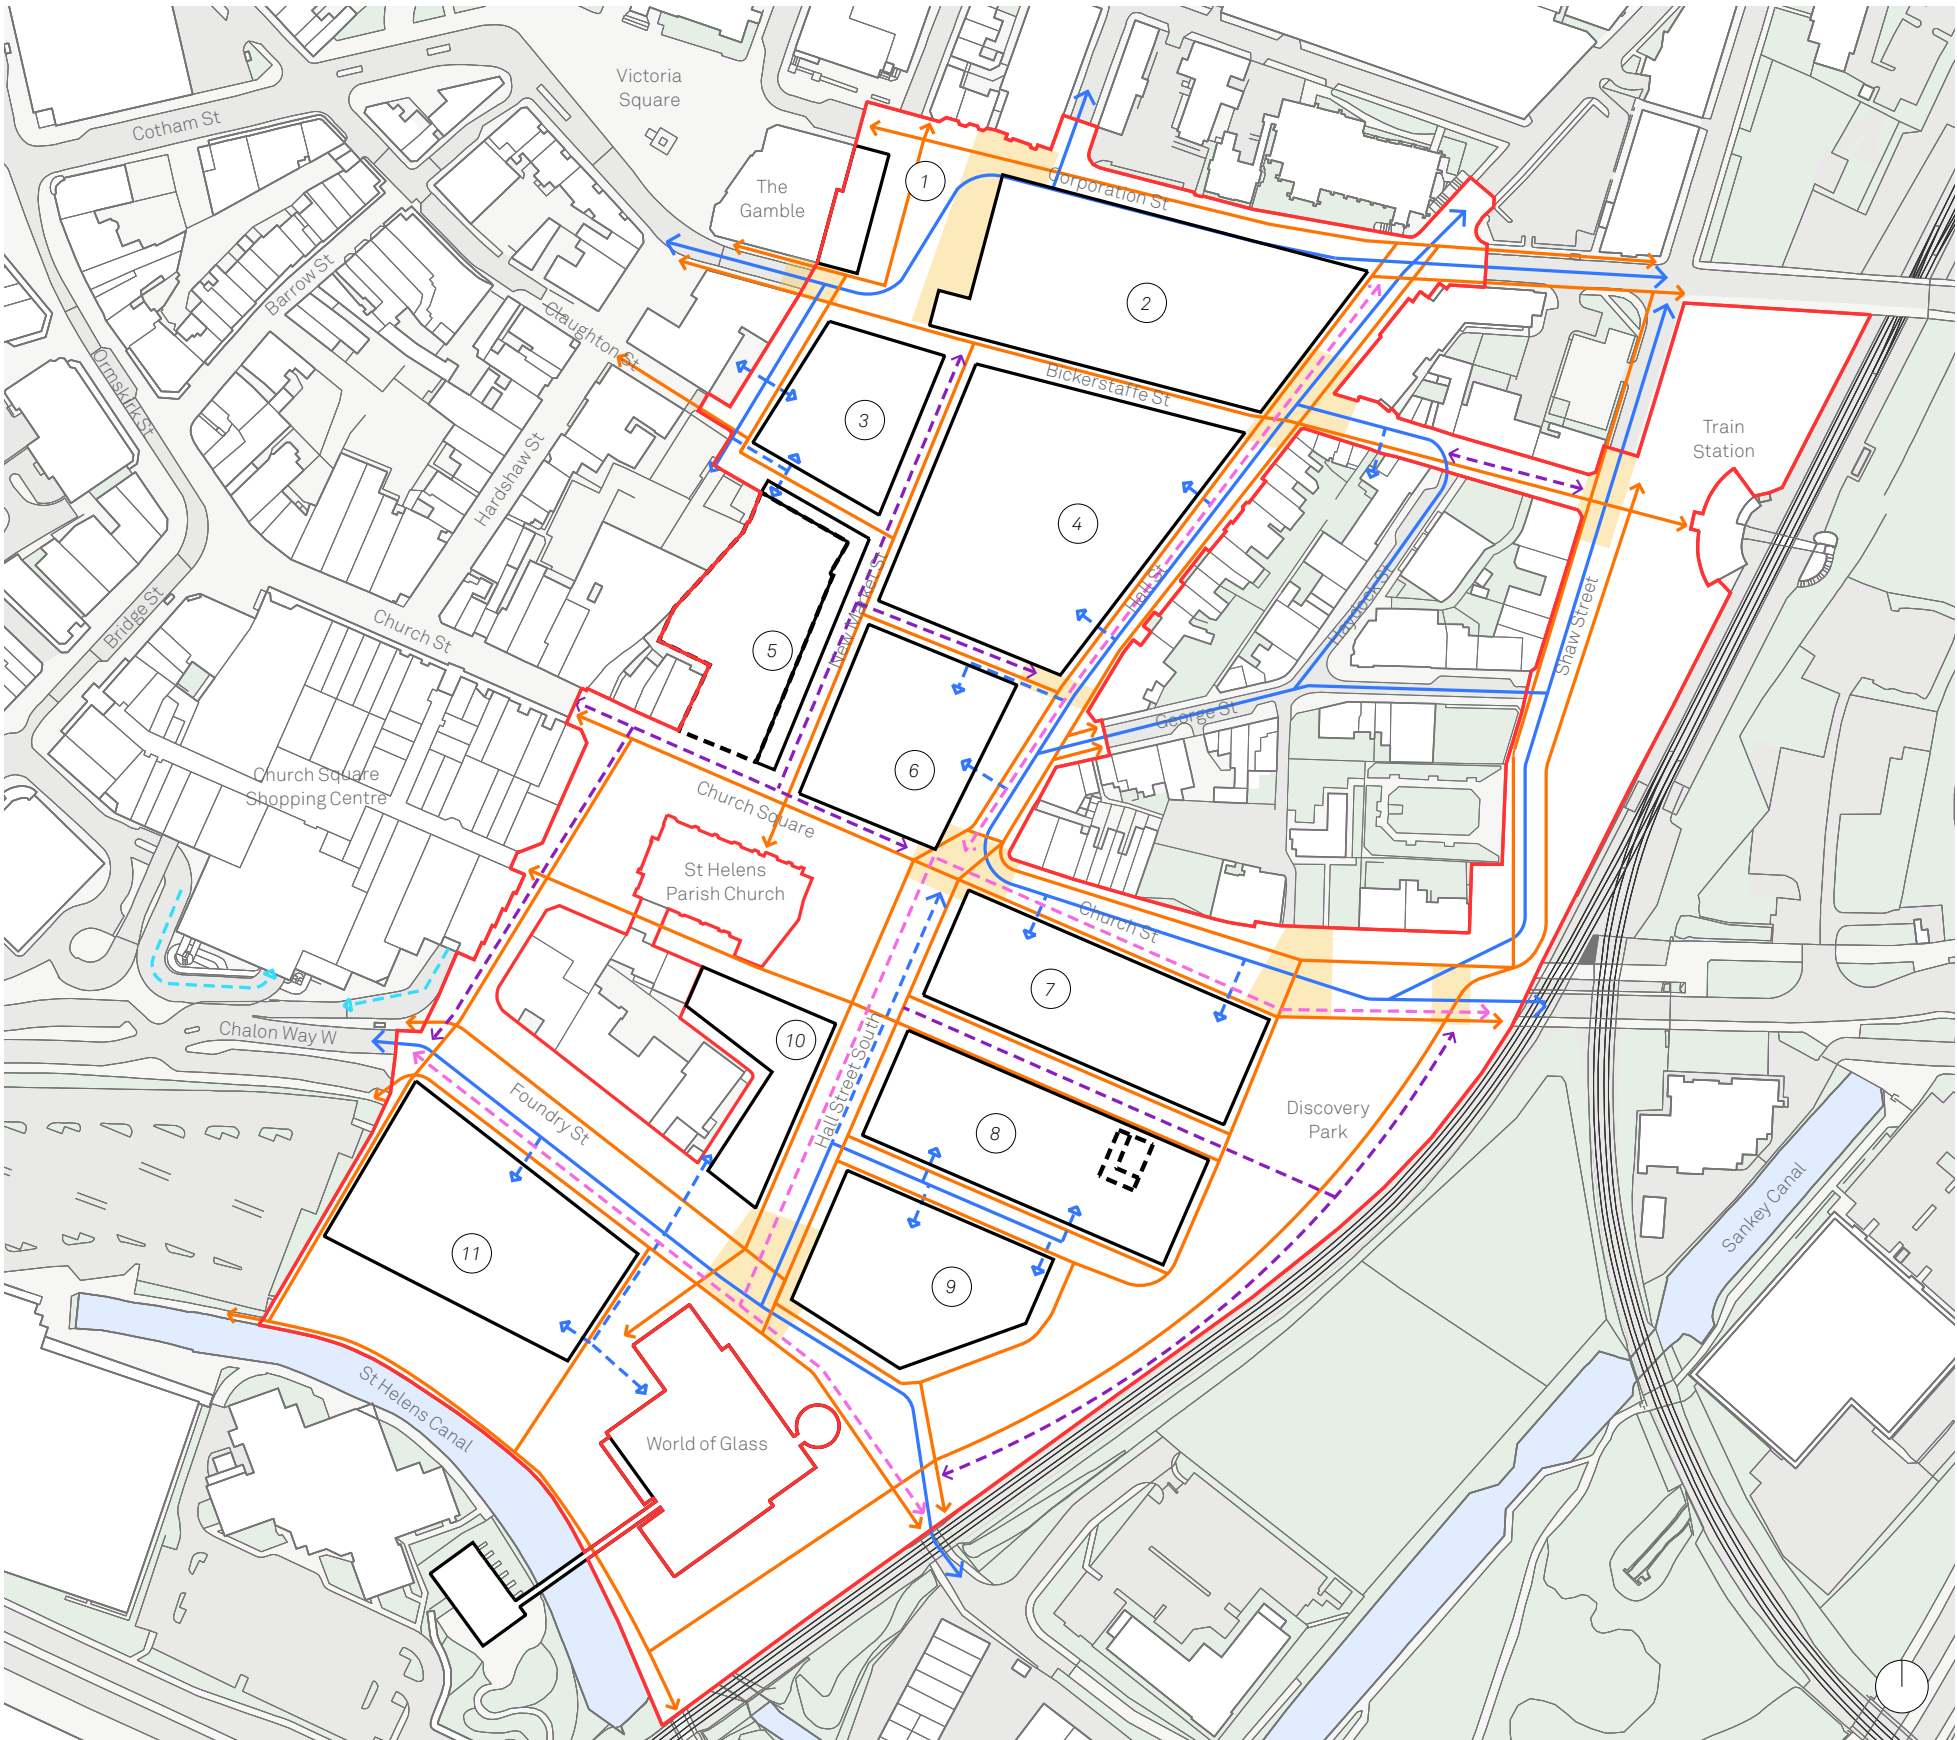 Victoria
Square
Cotham St
The
Gamble
1
Corporation St
Barrow St
Claughton St
2
Ormskirk St
Bickerstaffe St
3
Train
Station
Hardshaw St
4
New Market St
Hall St
Haydock St
Bridge St
Church St
5
Shaw Street
George St
6
Church Square
Shopping Centre
Church Square
St Helens
Parish Church
Church St
7
Chalon Way W
10
Hall Street South
Foundry St
8
Discovery
Park
Sankey Canal
11
9
St Helens Canal
World of Glass